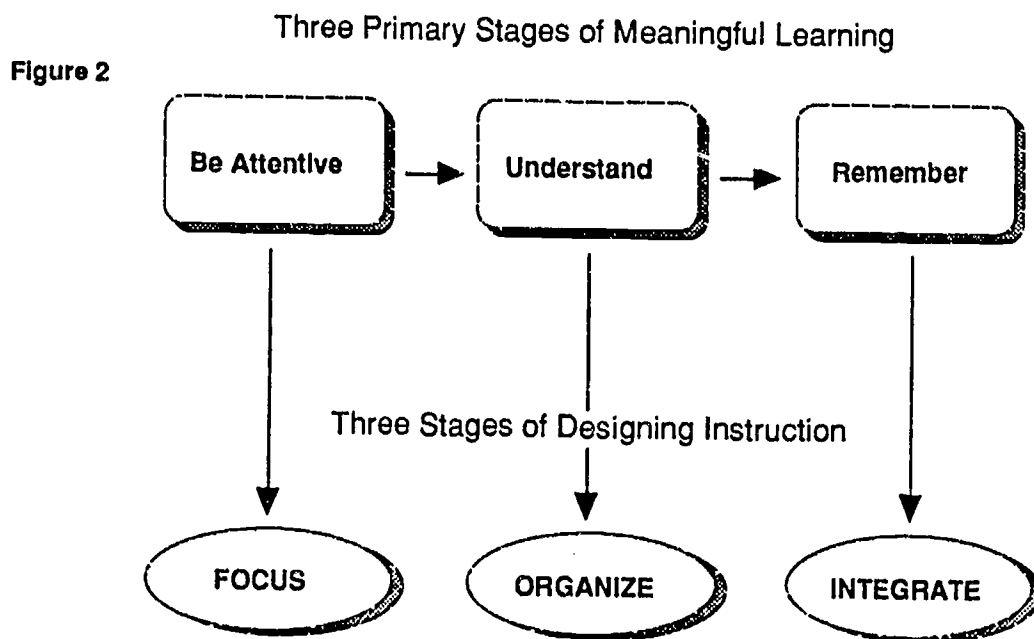 Three Primary Stages of Meaningful Learning
Figure 2
Be Attentive
Understand
Remember
Three Stages of Designing Instruction
FOCUS
ORGANIZE
INTEGRATE